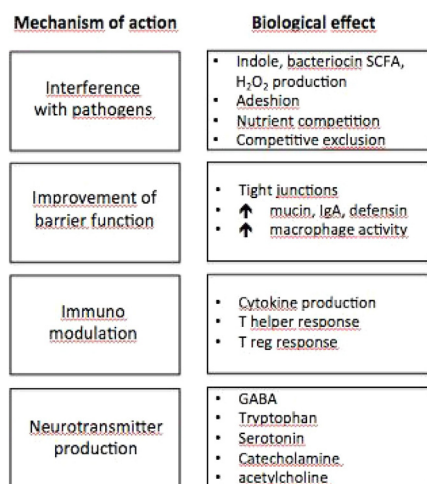 Mechanism of action
Biological effect
Interference
with pathogens
• Indole, bacteriocin SCFA,
H₂O₂ production
• Adeshion
• Nutrient competition
• Competitive exclusion
Improvement of
barrier function
• Tight junctions
• 🡹 mucin, IgA, defensin
• 🡹 macrophage activity
Immuno
modulation
• Cytokine production
• T helper response
• T reg response
Neurotransmitter
production
• GABA
• Tryptophan
• Serotonin
• Catecholamine
• acetylcholine